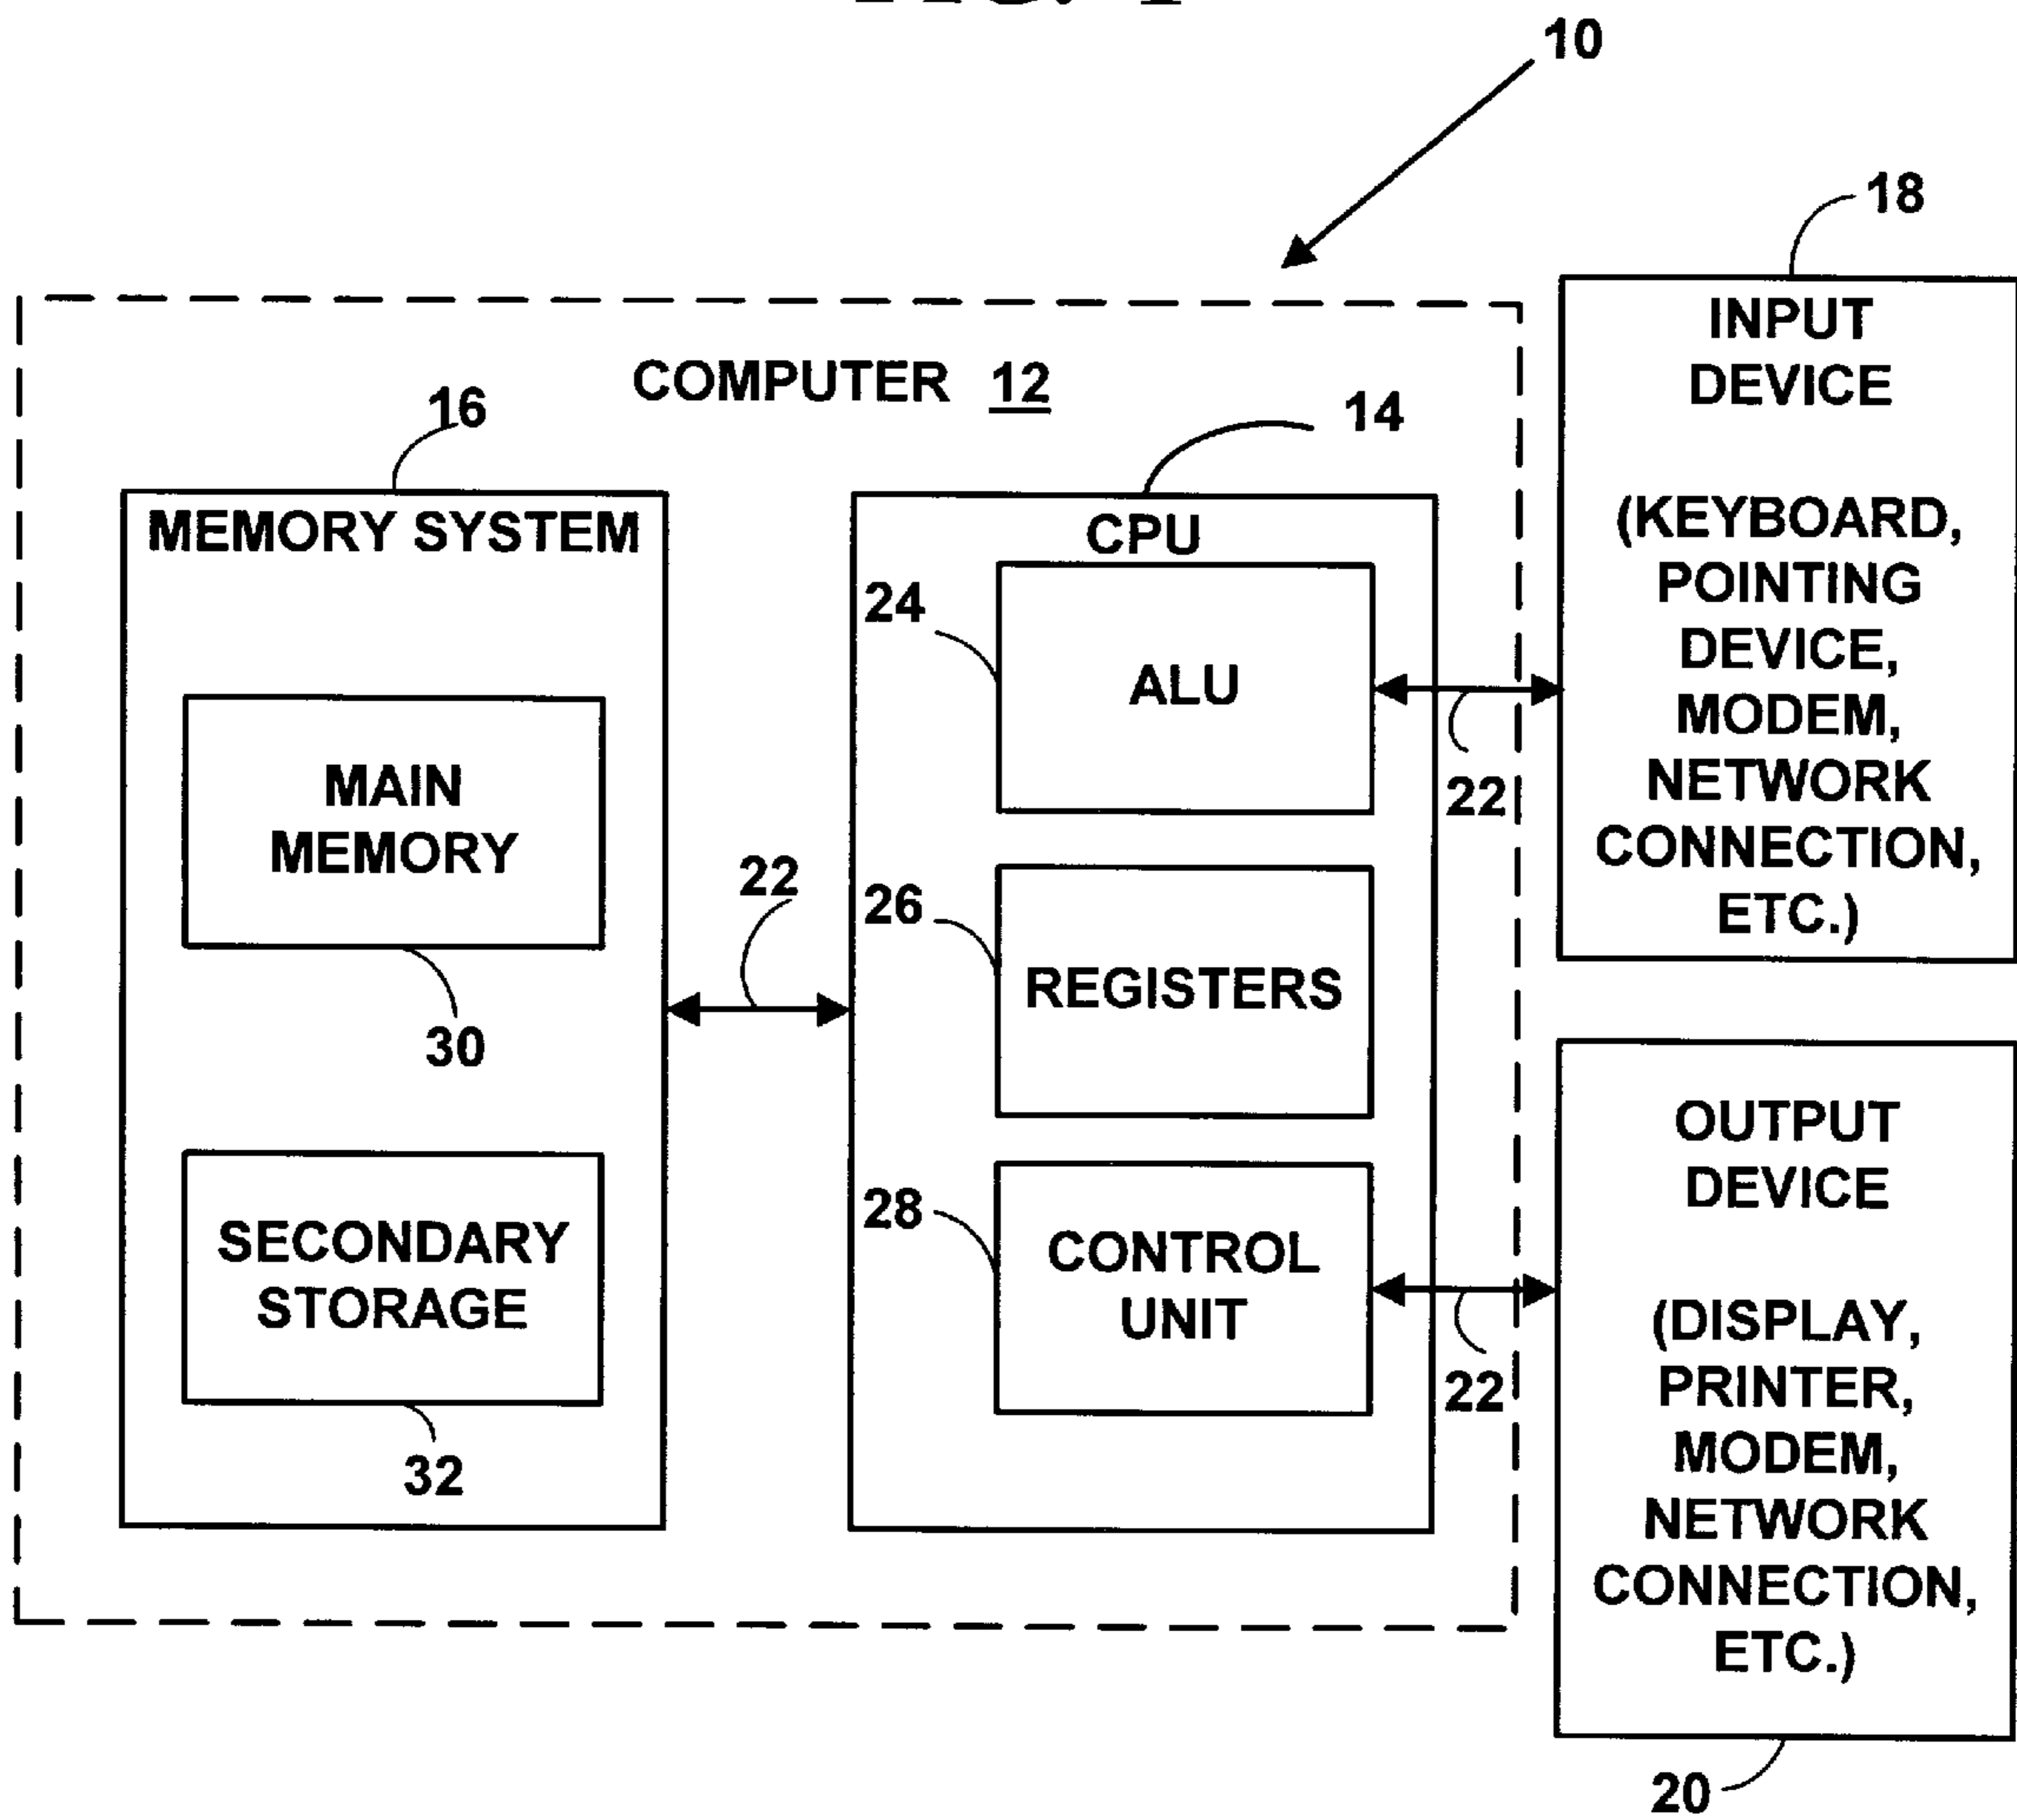 10
18
INPUT
DEVICE
(KEYBOARD,
POINTING
DEVICE,
MODEM,
NETWORK
CONNECTION,
ETC.)
COMPUTER 12
16
14
MEMORY SYSTEM
CPU
24
ALU
22
MAIN
MEMORY
30
22
26
REGISTERS
SECONDARY
STORAGE
32
28
CONTROL
UNIT
22
OUTPUT
DEVICE
(DISPLAY,
PRINTER,
MODEM,
NETWORK
CONNECTION,
ETC.)
20